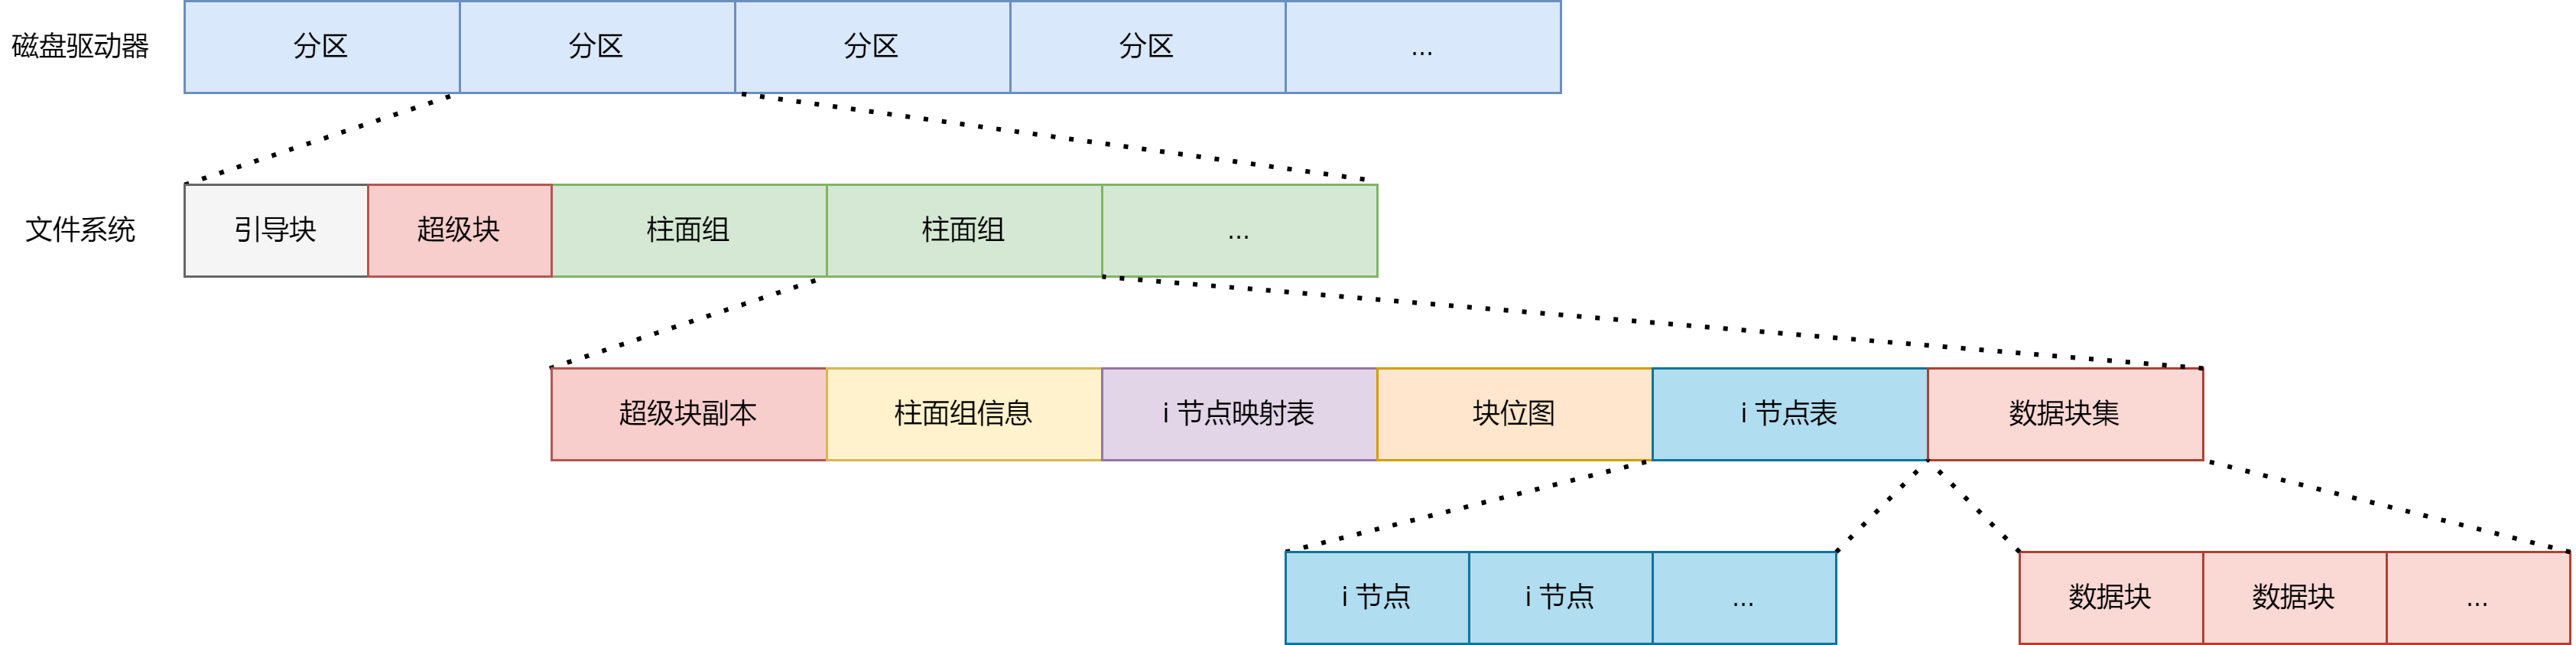 磁盘驱动器 分区 分区 分区 分区 ...
文件系统 引导块 超级块 柱面组 柱面组 ...
超级块副本 柱面组信息 i 节点映射表 块位图 i 节点表 数据块集
i 节点 i 节点 ... 数据块 数据块 ...